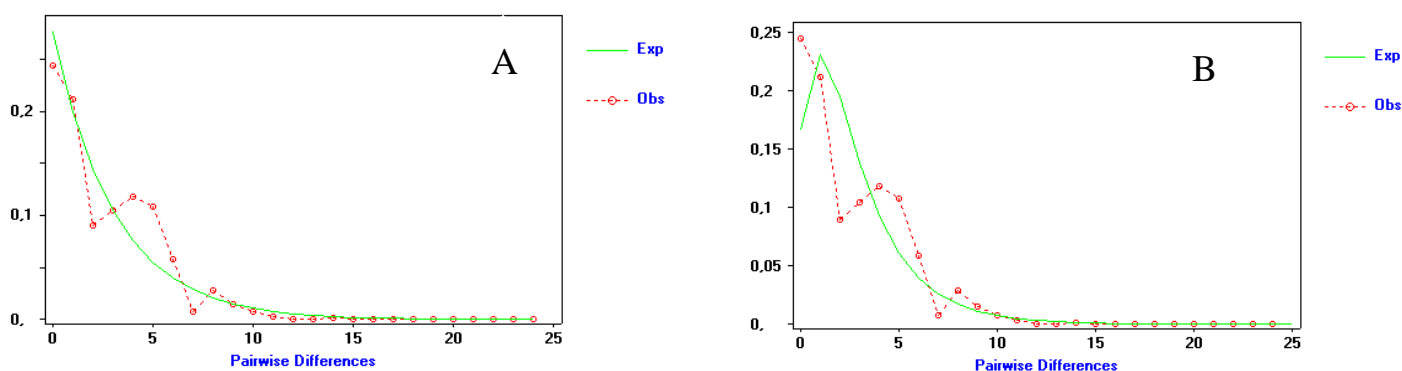 A
Exp
Obs
0,2
0,1
0,
0 5 10 15 20 25
Pairwise Differences
B
Exp
Obs
0,25
0,2
0,15
0,1
0,05
0,
0 5 10 15 20 25
Pairwise Differences